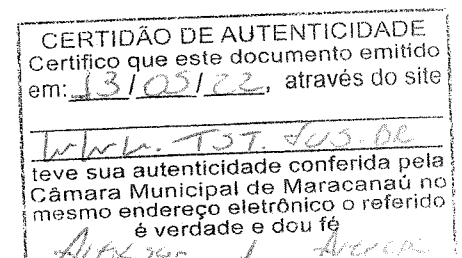 CERTIDÃO DE AUTENTICIDADE
Certifico que este documento emitido
em: 13/05/22, através do site
www.TST.JUS.BR
teve sua autenticidade conferida pela
Câmara Municipal de Maracanaú no
mesmo endereço eletrônico o referido
é verdade e dou fé